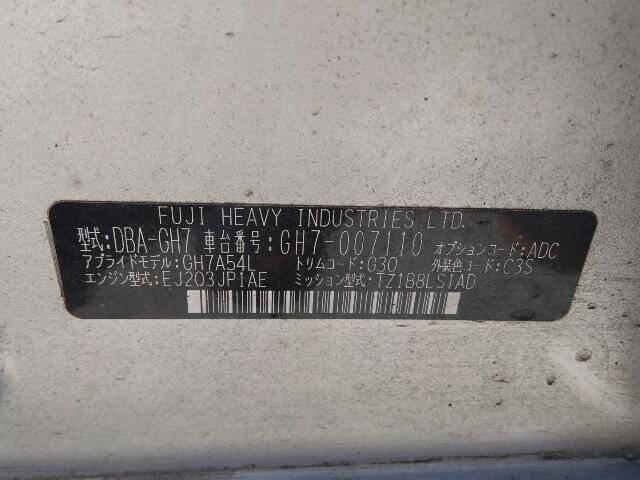 FUJI HEAVY INDUSTRIES LTD.
型式:DBA-GH7 車台番号:GH7-007110 オプションコード:ADC
アプライドモデル:GH7A54L トリムコード:G30 外装色コード:C3S
エンジン型式:EJ203JP1AE ミッション型式:TZ1B8LS1AD